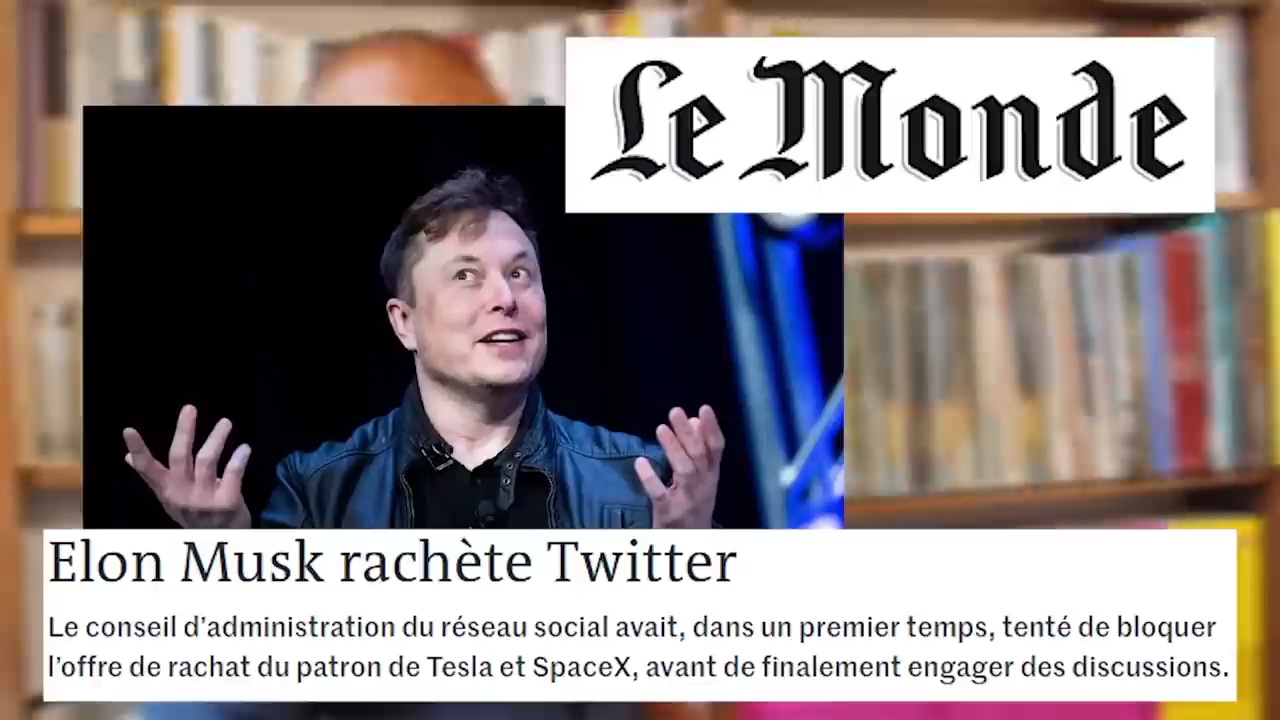 Le Monde
Elon Musk rachète Twitter
Le conseil d’administration du réseau social avait, dans un premier temps, tenté de bloquer
l’offre de rachat du patron de Tesla et SpaceX, avant de finalement engager des discussions.